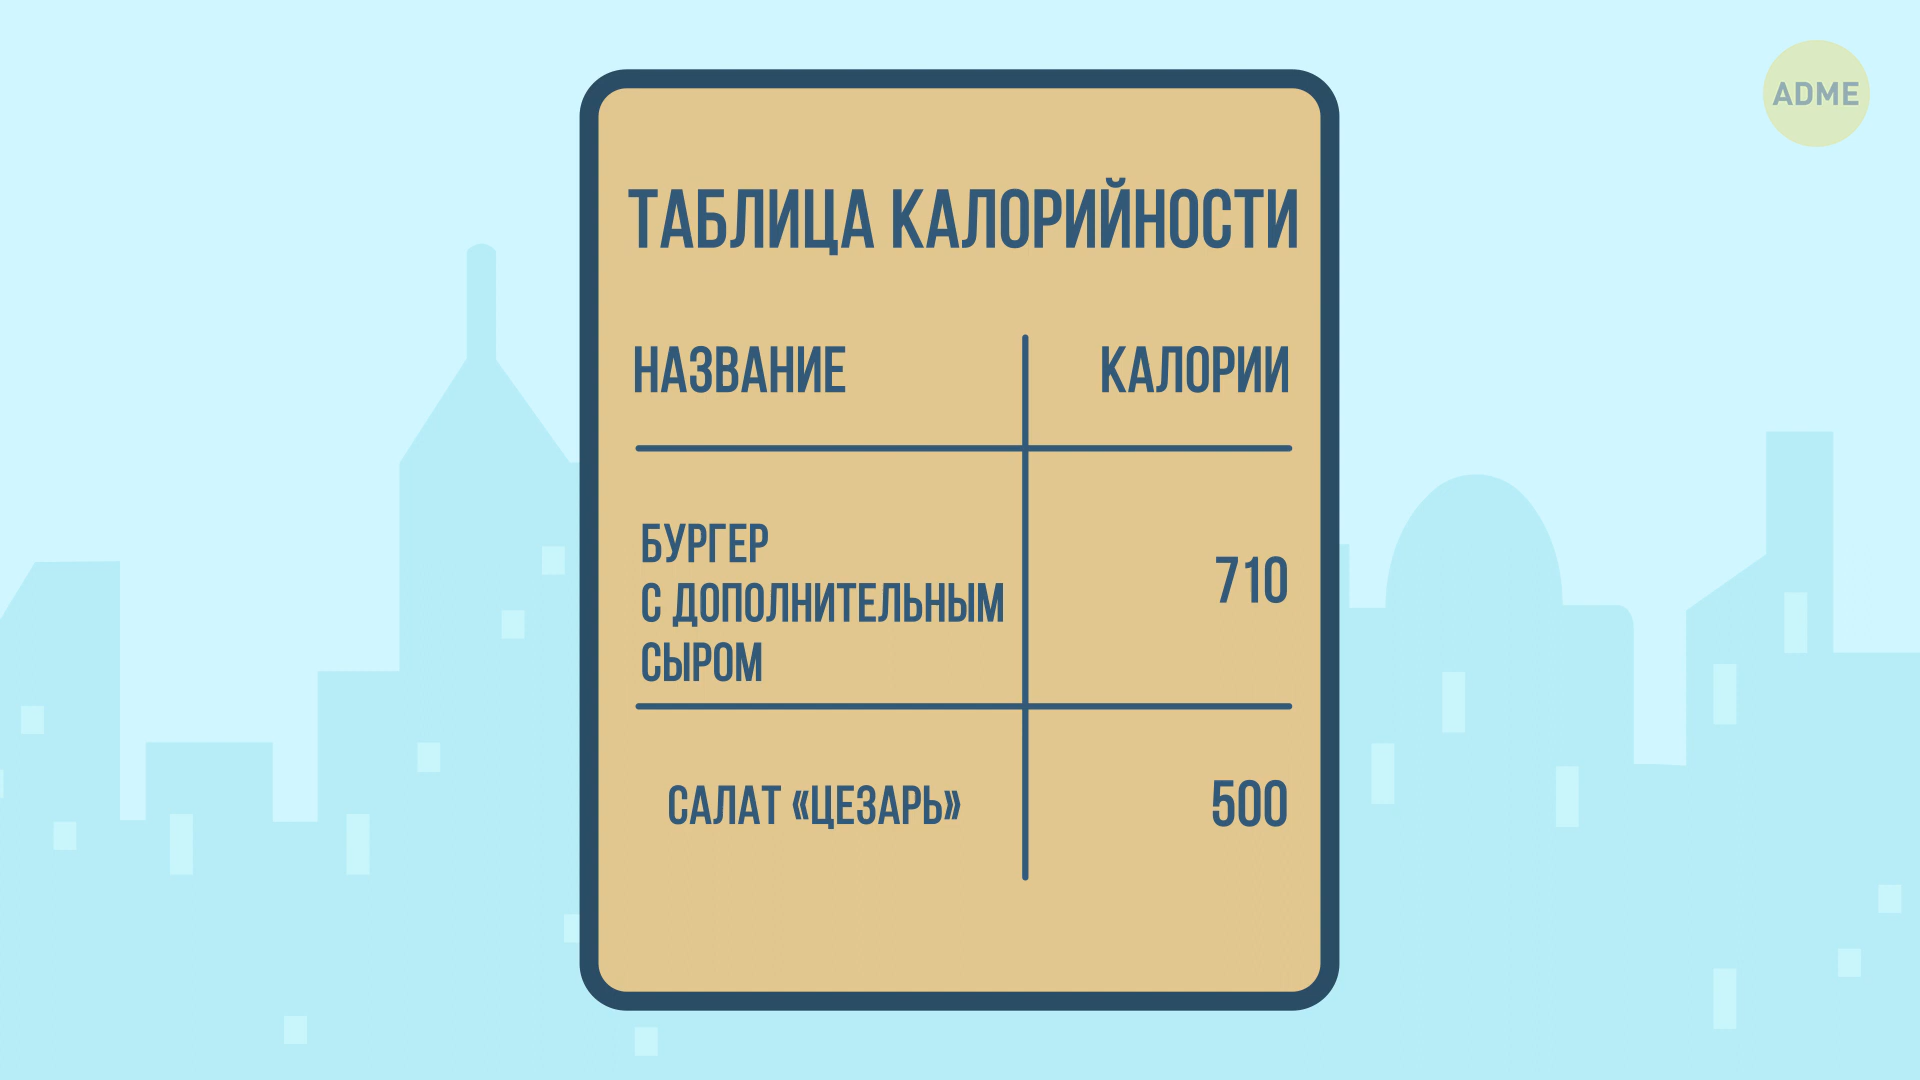 ADME
ТАБЛИЦА КАЛОРИЙНОСТИ
НАЗВАНИЕ КАЛОРИИ
БУРГЕР
С ДОПОЛНИТЕЛЬНЫМ
СЫРОМ
710
САЛАТ «ЦЕЗАРЬ» 500